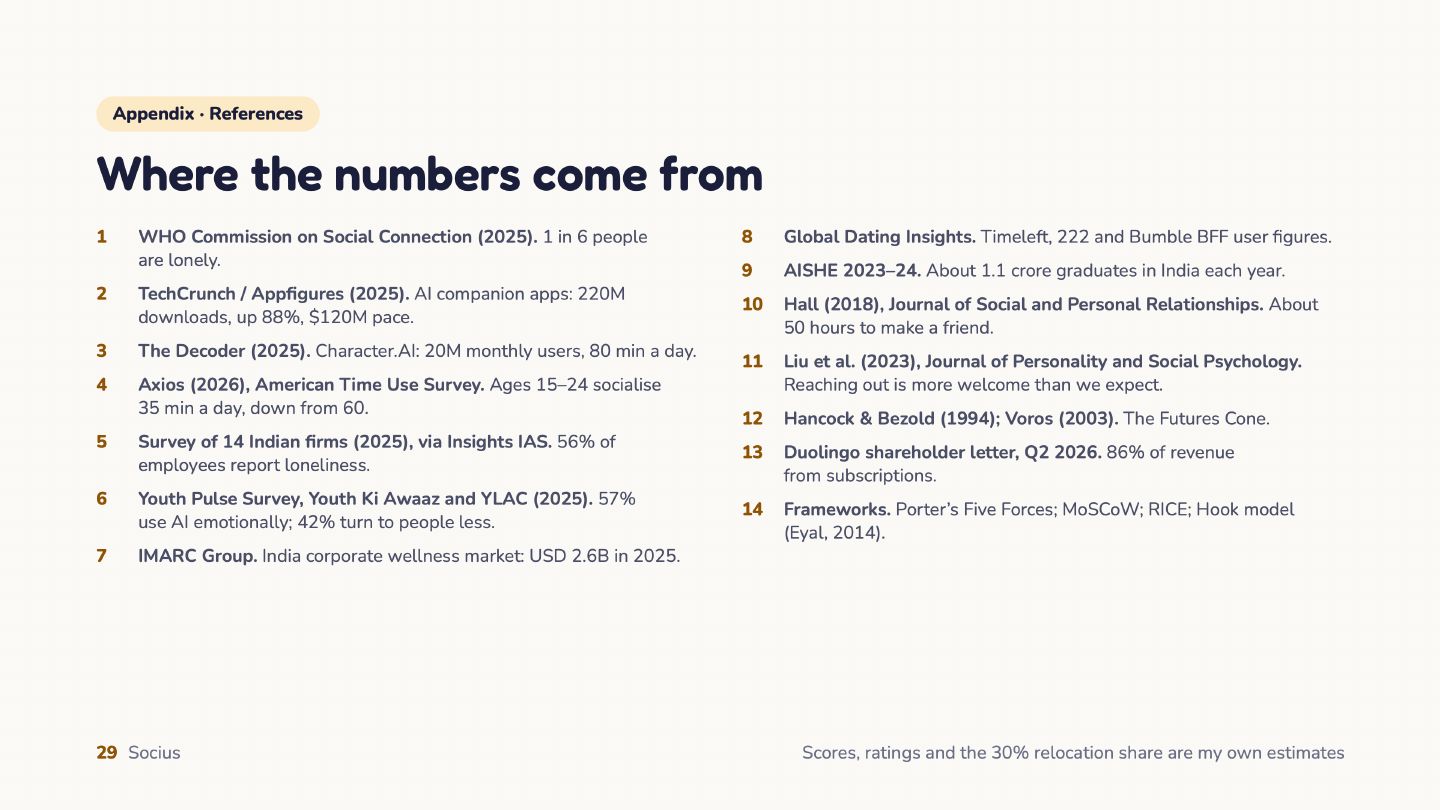 Appendix · References
Where the numbers come from
1 WHO Commission on Social Connection (2025). 1 in 6 people
are lonely.
2 TechCrunch / Appfigures (2025). AI companion apps: 220M
downloads, up 88%, $120M pace.
3 The Decoder (2025). Character.AI: 20M monthly users, 80 min a day.
4 Axios (2026), American Time Use Survey. Ages 15–24 socialise
35 min a day, down from 60.
5 Survey of 14 Indian firms (2025), via Insights IAS. 56% of
employees report loneliness.
6 Youth Pulse Survey, Youth Ki Awaaz and YLAC (2025). 57%
use AI emotionally; 42% turn to people less.
7 IMARC Group. India corporate wellness market: USD 2.6B in 2025.
8 Global Dating Insights. Timeleft, 222 and Bumble BFF user figures.
9 AISHE 2023–24. About 1.1 crore graduates in India each year.
10 Hall (2018), Journal of Social and Personal Relationships. About
50 hours to make a friend.
11 Liu et al. (2023), Journal of Personality and Social Psychology.
Reaching out is more welcome than we expect.
12 Hancock & Bezold (1994); Voros (2003). The Futures Cone.
13 Duolingo shareholder letter, Q2 2026. 86% of revenue
from subscriptions.
14 Frameworks. Porter’s Five Forces; MoSCoW; RICE; Hook model
(Eyal, 2014).
29 Socius
Scores, ratings and the 30% relocation share are my own estimates